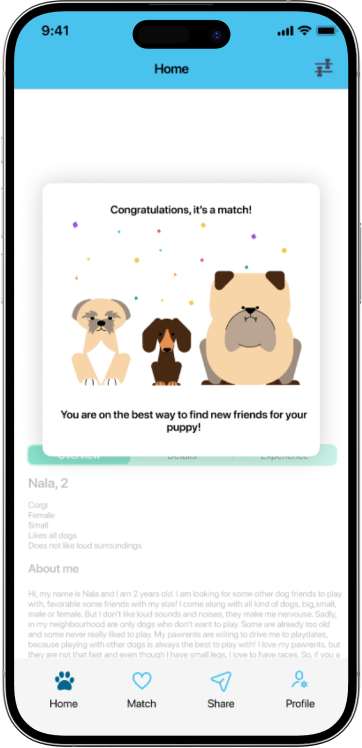 9:41
Home
Congratulations, it's a match!
You are on the best way to find new friends for your
puppy!
Overview Details Experience
Nala, 2
Corgi
Female
Small
Likes all dogs
Does not like loud surroundings
About me
Hi, my name is Nala and I am 2 years old. I am looking for some other dog friends to play
with, favorable some friends with my size! I come along with all kind of dogs, big,small,
male or female. But I don't like loud sounds and noises, they make me nervouse. Sadly,
in my neighbourhood are only dogs who don't want to play. Some are already too old
and some never really liked to play. My pawrents are willing to drive me to playdates,
because playing with other dogs is always the best to play with! I love my pawrents, but
they are not that fast and even though I have small legs, I love to have races. So, if you a
Home Match Share Profile